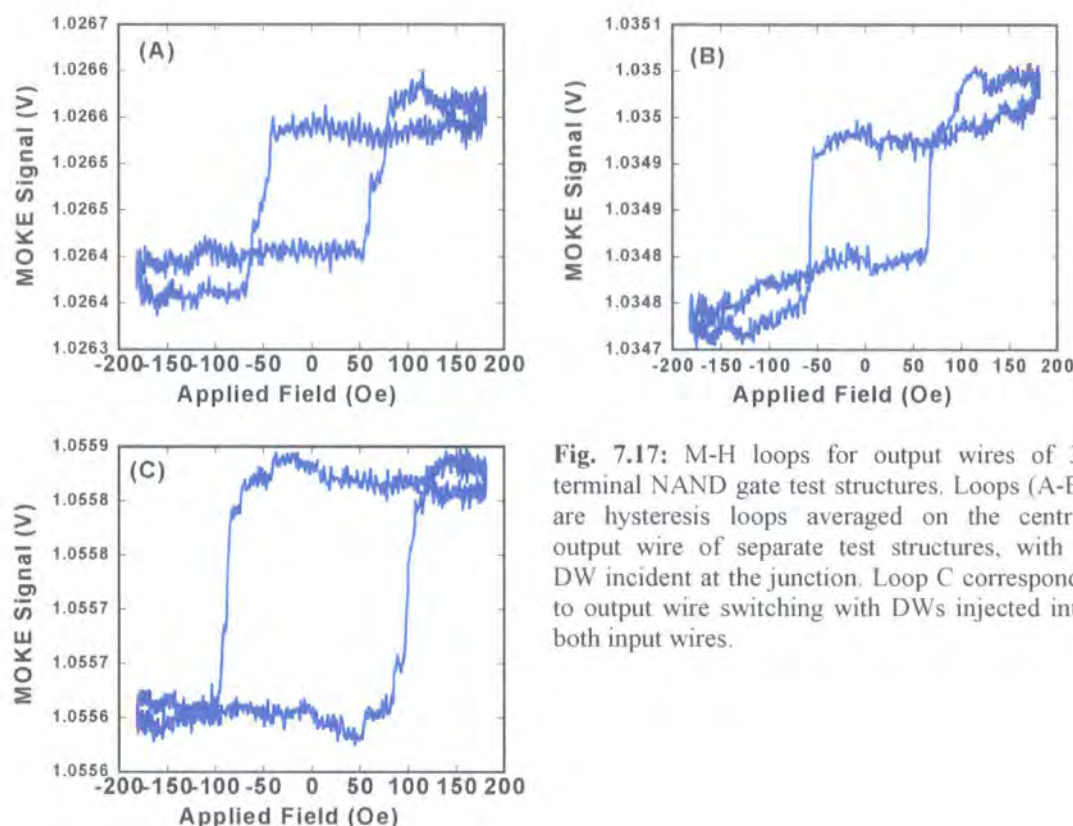 1.0267
1.0266
1.0266
1.0265
1.0265
1.0264
1.0264
1.0263
MOKE Signal (V)
(A)
-200-150-100 -50 0 50 100 150 200
Applied Field (Oe)
1.0351
1.035
1.035
1.0349
1.0349
1.0348
1.0348
1.0347
MOKE Signal (V)
(B)
-200 -150 -100 -50 0 50 100 150 200
Applied Field (Oe)
1.0559
1.0558
1.0558
1.0557
1.0557
1.0556
1.0556
MOKE Signal (V)
(C)
-200-150-100 -50 0 50 100 150 200
Applied Field (Oe)
Fig. 7.17: M-H loops for output wires of
terminal NAND gate test structures. Loops (A-
are hysteresis loops averaged on the centr
output wire of separate test structures, with
DW incident at the junction. Loop C correspond
to output wire switching with DWs injected int
both input wires.